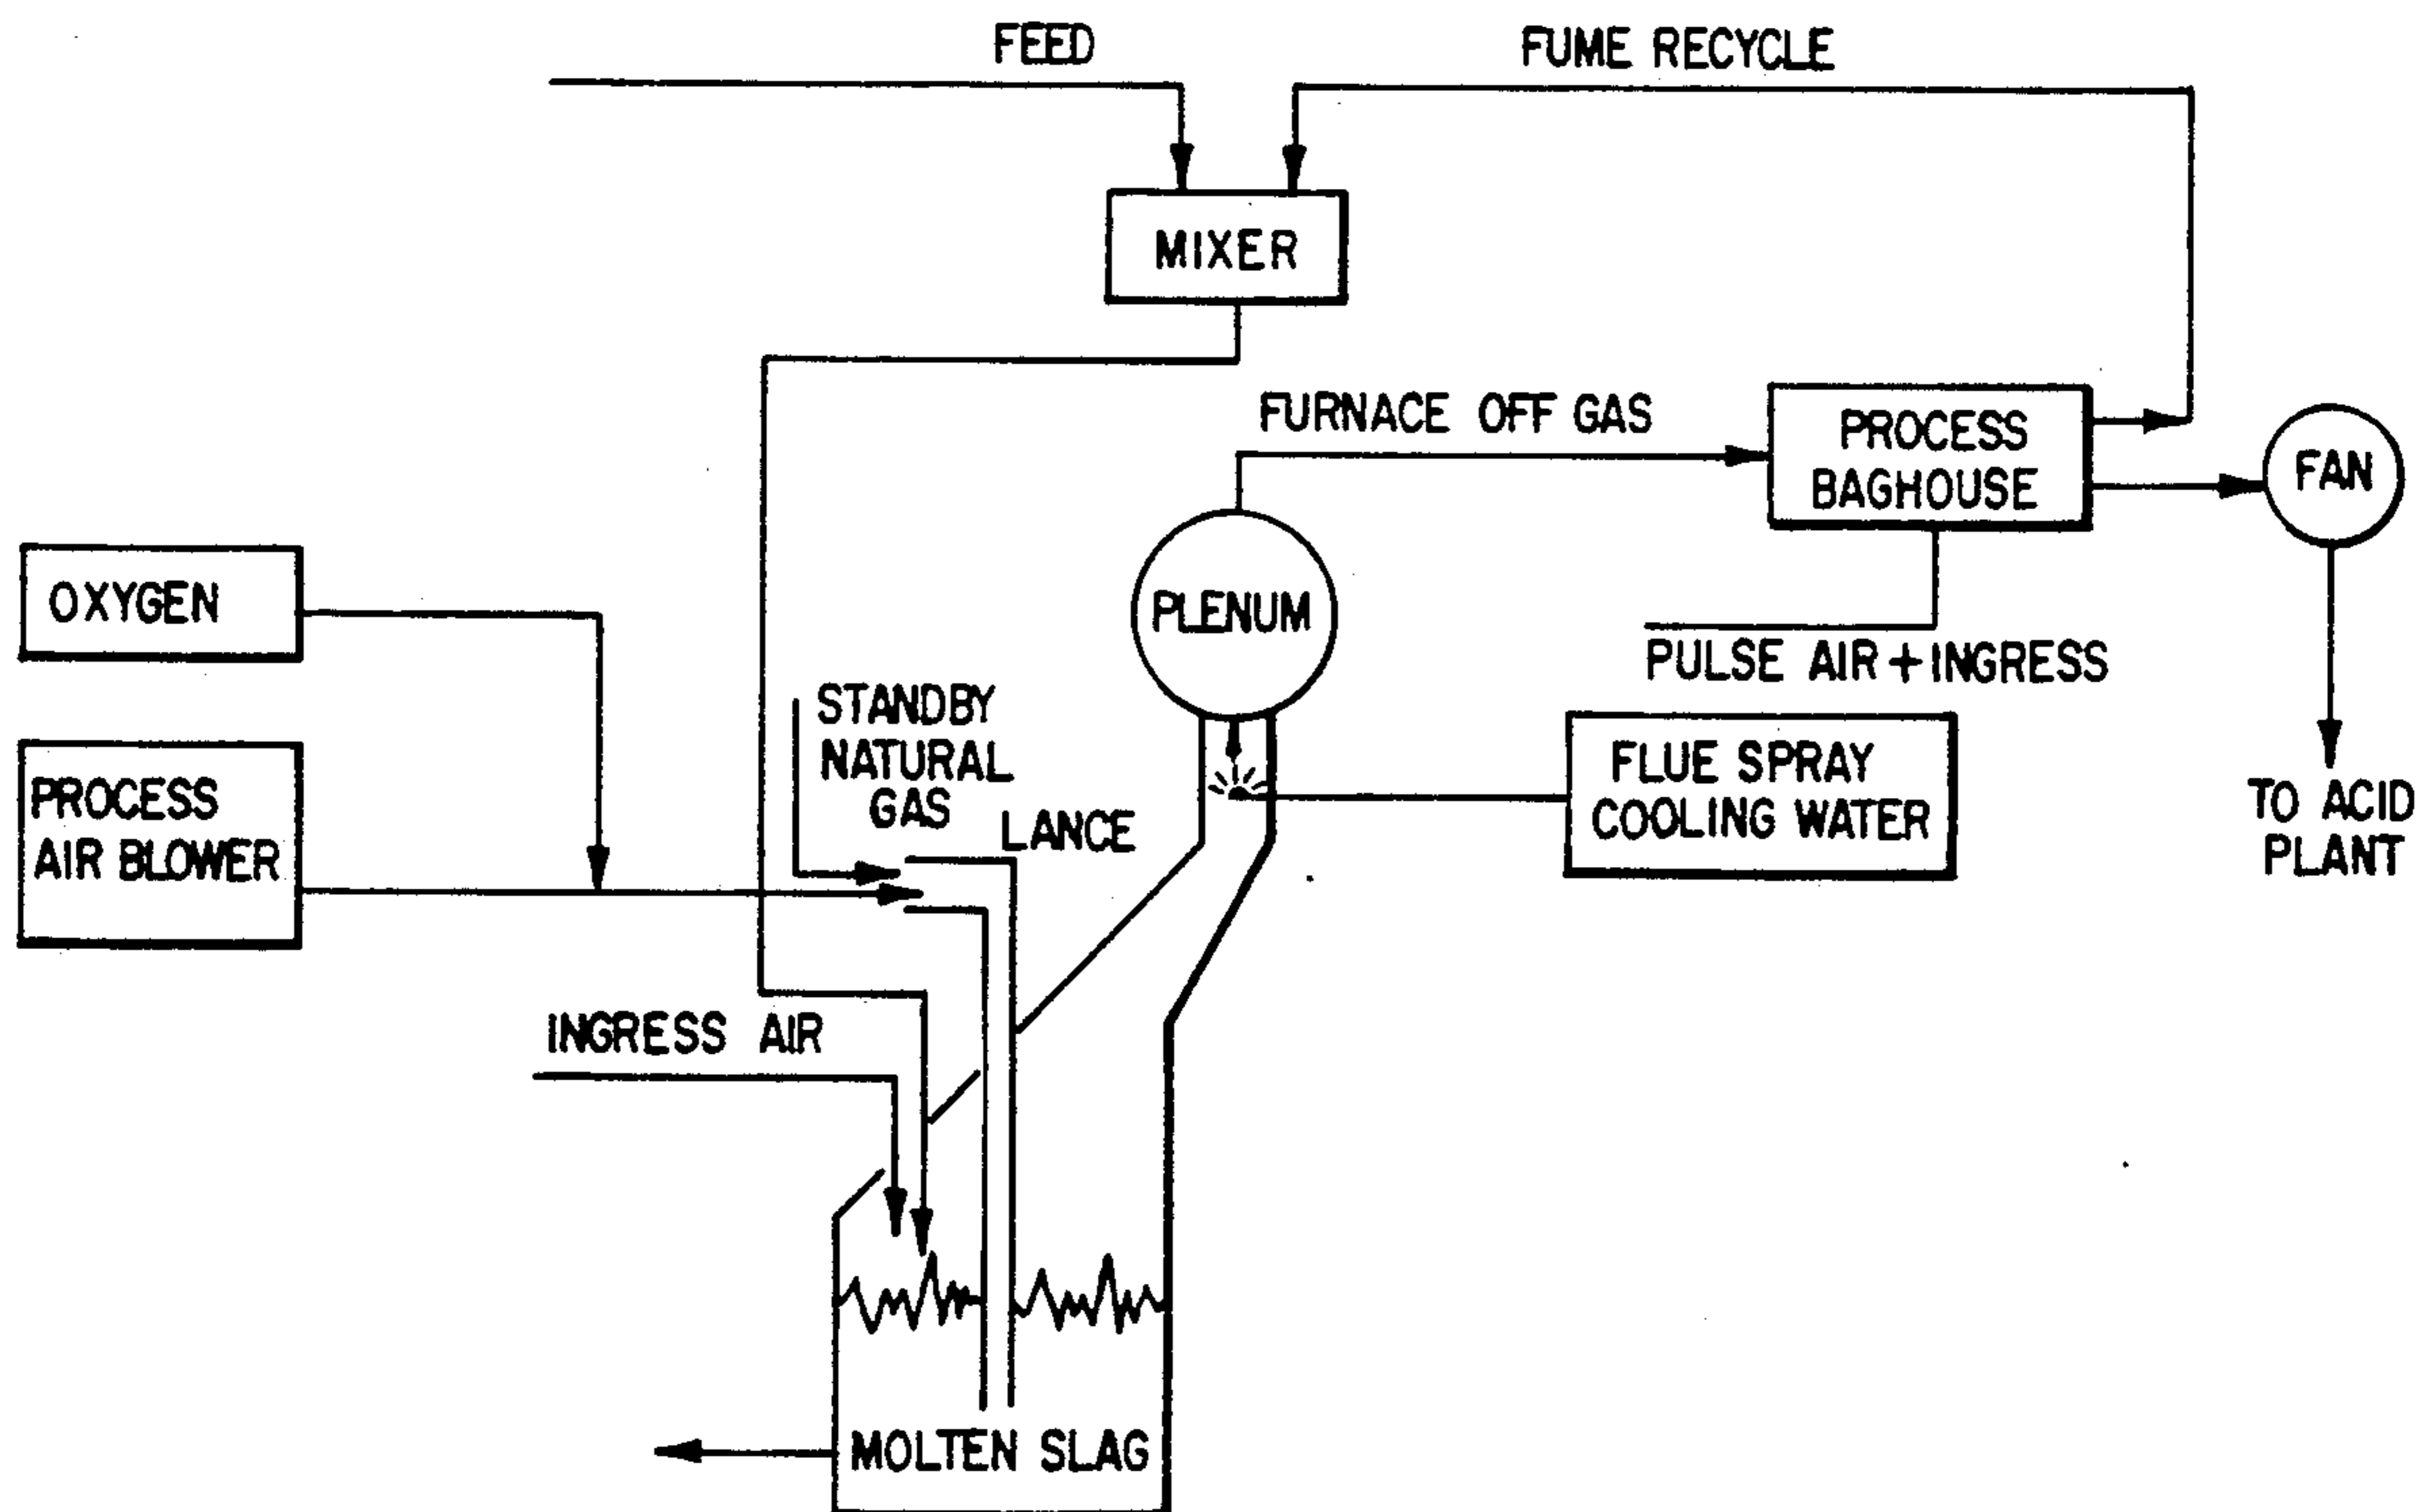 FEED
FUME RECYCLE
MIXER
FURNACE OFF GAS
PROCESS
BAGHOUSE
FAN
OXYGEN
PLENUM
PULSE AIR + INGRESS
STANDBY
NATURAL
GAS
LANCE
FLUE SPRAY
COOLING WATER
PROCESS
AIR BLOWER
TO ACID
PLANT
INGRESS AIR
MOLTEN SLAG